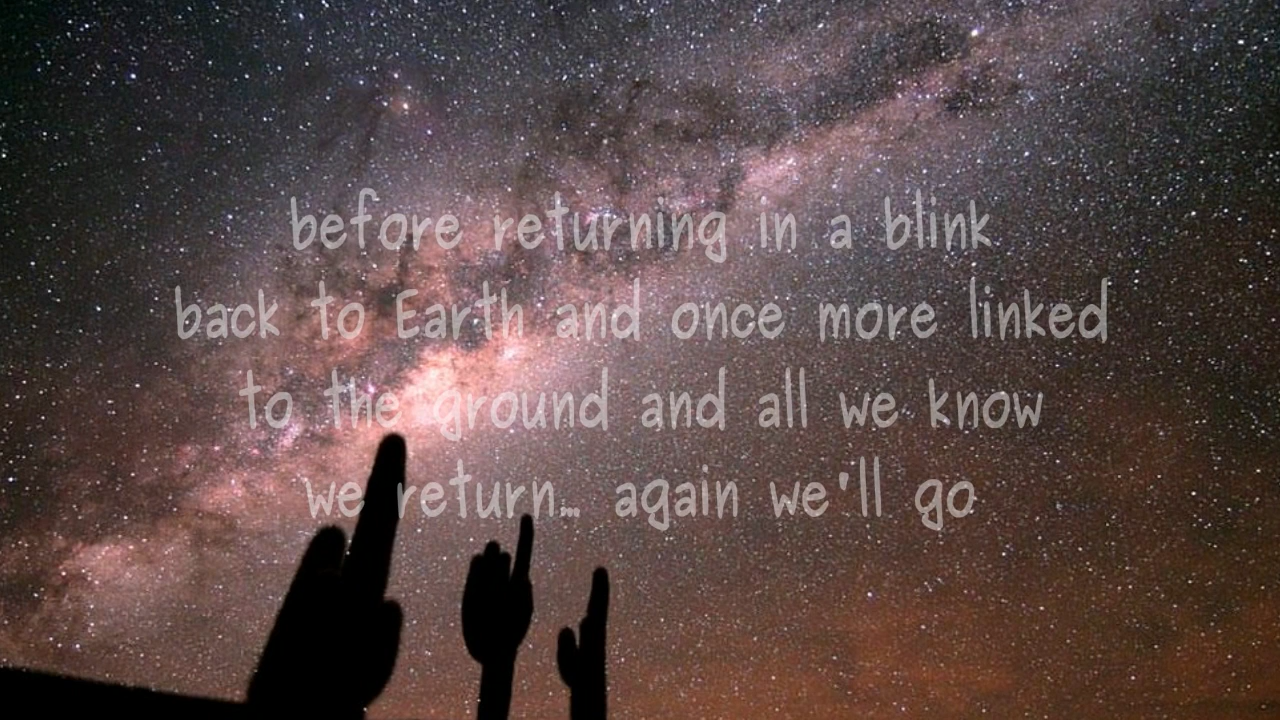 before returning in a blink
back to Earth and once more linked
to the ground and all we know
we return... again we'll go